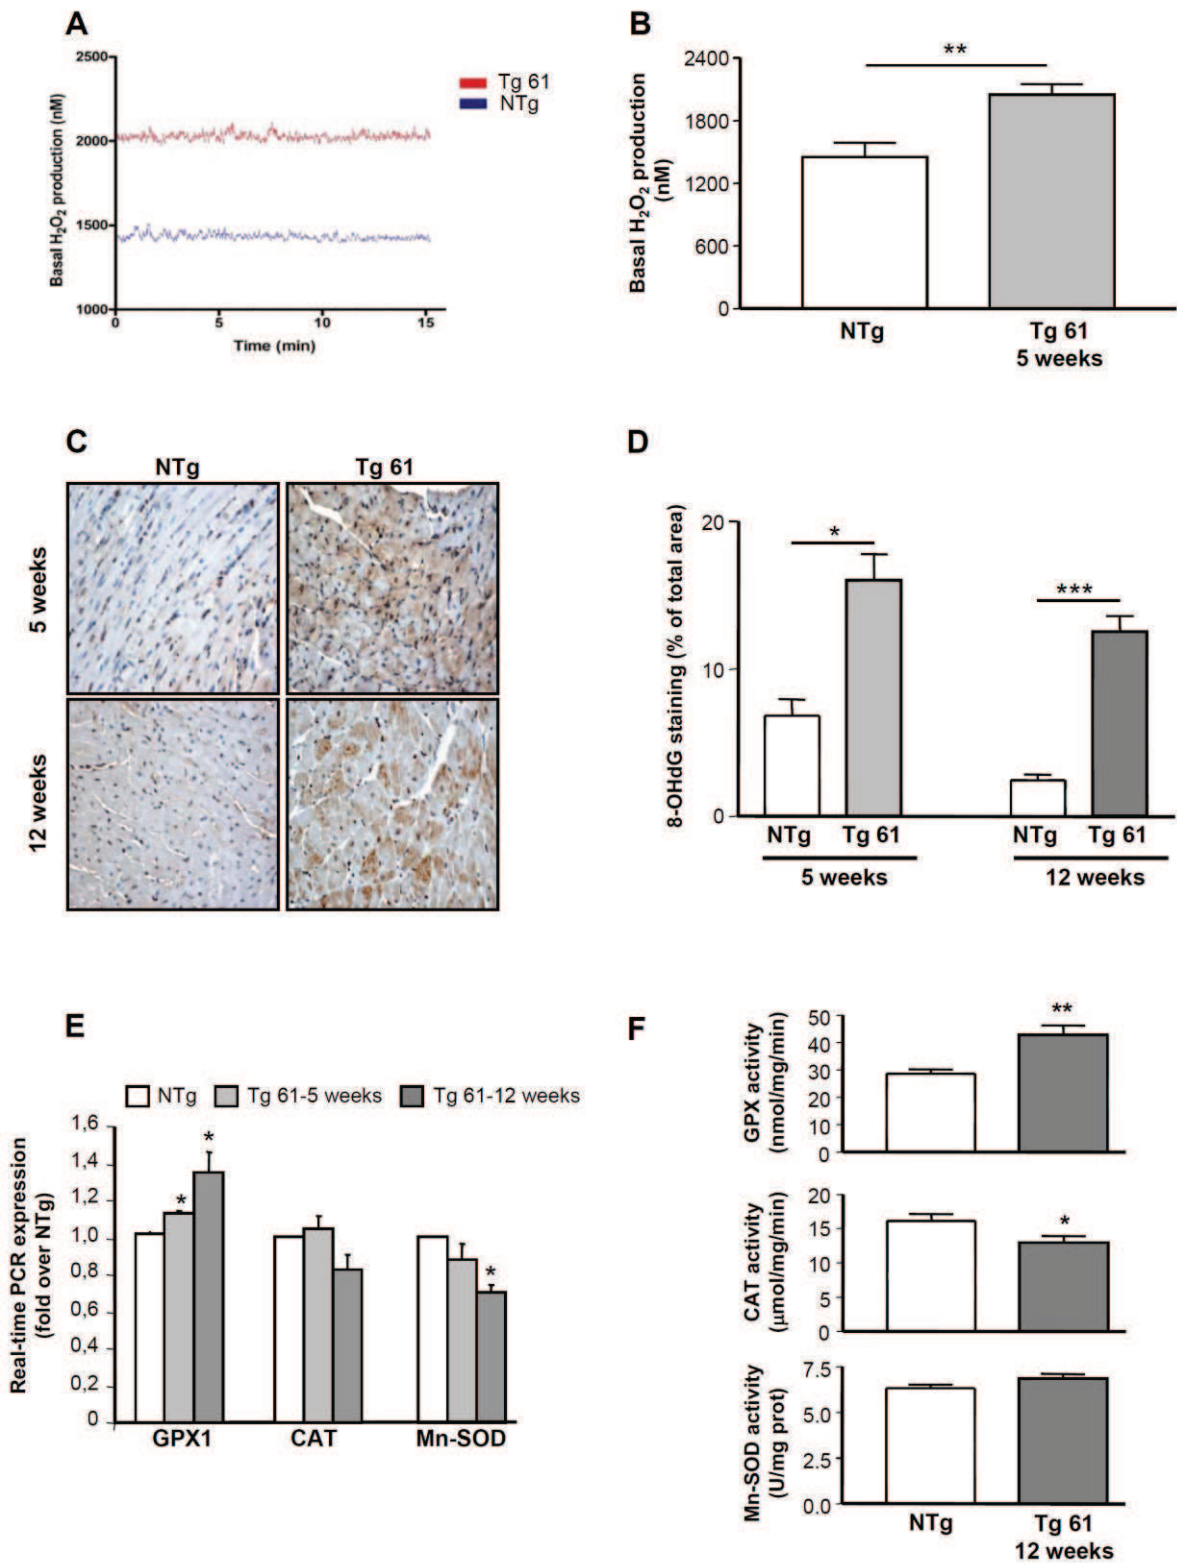 A
2500
2000
1500
1000
Basal H2O2 production (nM)
0 5 10 15
Time (min)
Tg 61
NTg
B
**
2400
1800
1200
600
0
Basal H2O2 production
(nM)
NTg Tg 61
5 weeks
C
NTg Tg 61
5 weeks
12 weeks
D
20
10
0
8-OHdG staining (% of total area)
*
***
NTg Tg 61 NTg Tg 61
5 weeks 12 weeks
E
NTg Tg 61-5 weeks Tg 61-12 weeks
1,6
1,4
1,2
1,0
0,8
0,6
0,4
0,2
0
Real-time PCR expression
(fold over NTg)
*
*
*
GPX1 CAT Mn-SOD
F
50
40
30
20
10
0
GPX activity
(nmol/mg/min)
**
20
15
10
5
0
CAT activity
(µmol/mg/min)
*
7.5
5.0
2.5
0.0
Mn-SOD activity
(U/mg prot)
NTg Tg 61
12 weeks